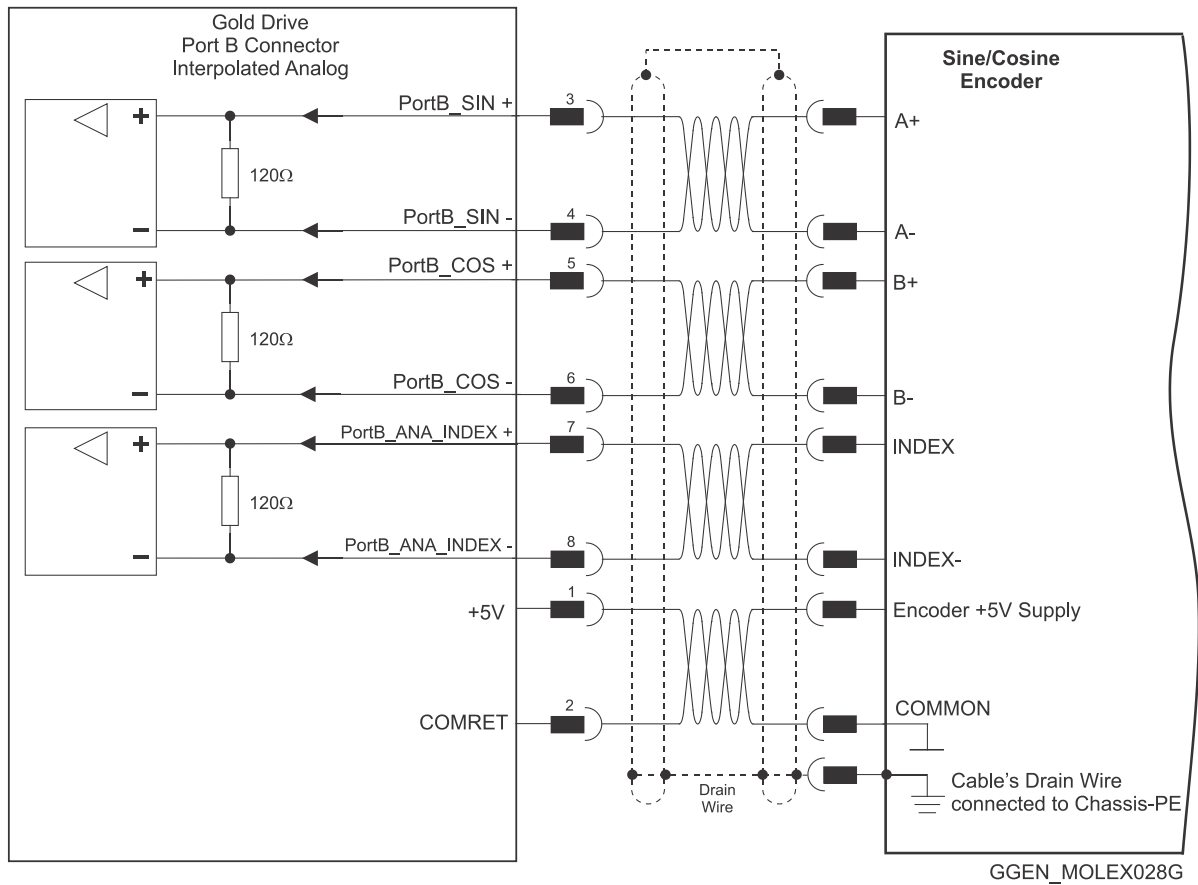 Gold Drive
Port B Connector
Interpolated Analog
Sine/Cosine
Encoder
+
PortB_SIN +
3
A+
120Ω
-
PortB_SIN -
4
A-
+
PortB_COS +
5
B+
120Ω
-
PortB_COS -
6
B-
+
PortB_ANA_INDEX +
7
INDEX
120Ω
-
PortB_ANA_INDEX -
8
INDEX-
+5V
1
Encoder +5V Supply
COMRET
2
COMMON
Drain
Wire
Cable's Drain Wire
connected to Chassis-PE
GGEN_MOLEX028G